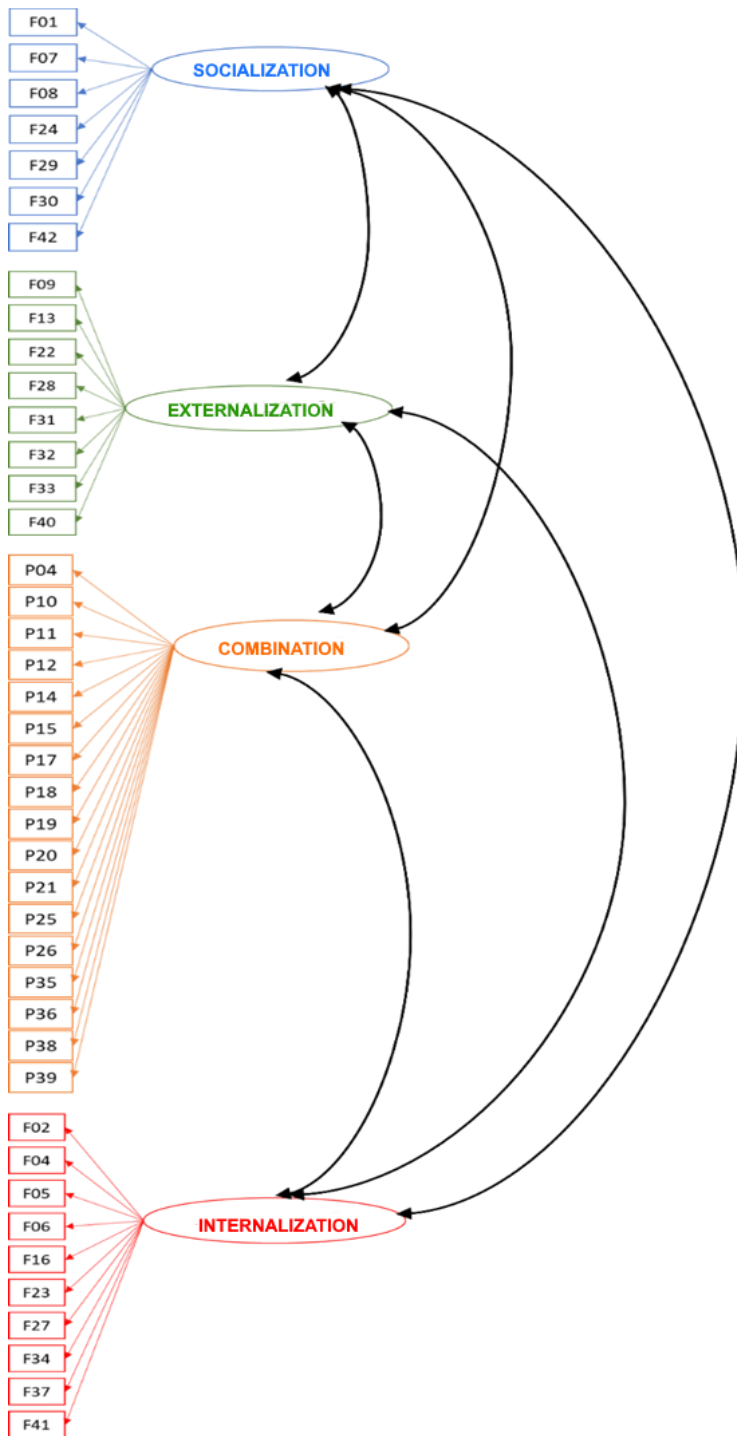 F01
F07
SOCIALIZATION
F08
F24
F29
F30
F42
F09
F13
F22
F28
EXTERNALIZATION
F31
F32
F33
F40
P04
P10
P11
COMBINATION
P12
P14
P15
P17
P18
P19
P20
P21
P25
P26
P35
P36
P38
P39
F02
F04
F05
F06
INTERNALIZATION
F16
F23
F27
F34
F37
F41